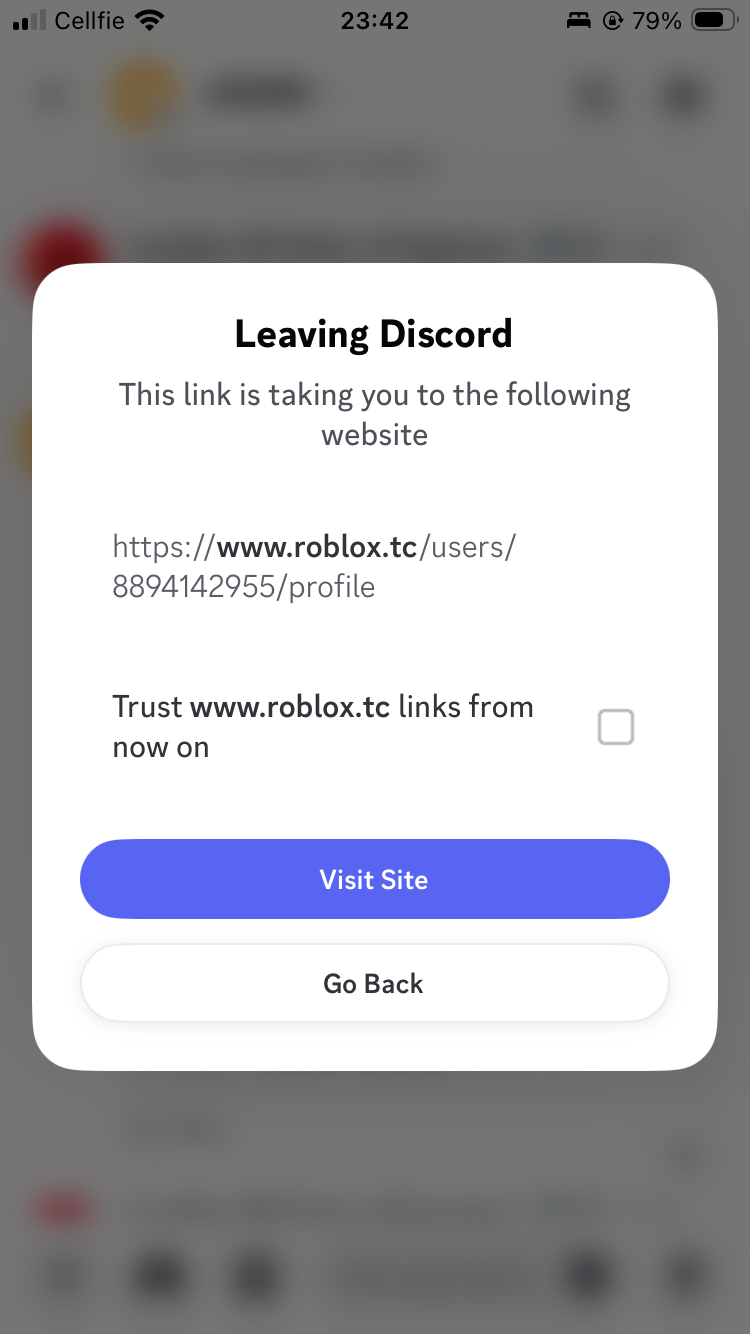 Cellfie 23:42 79%
Leaving Discord
This link is taking you to the following
website
https://www.roblox.tc/users/
8894142955/profile
Trust www.roblox.tc links from
now on
Visit Site
Go Back